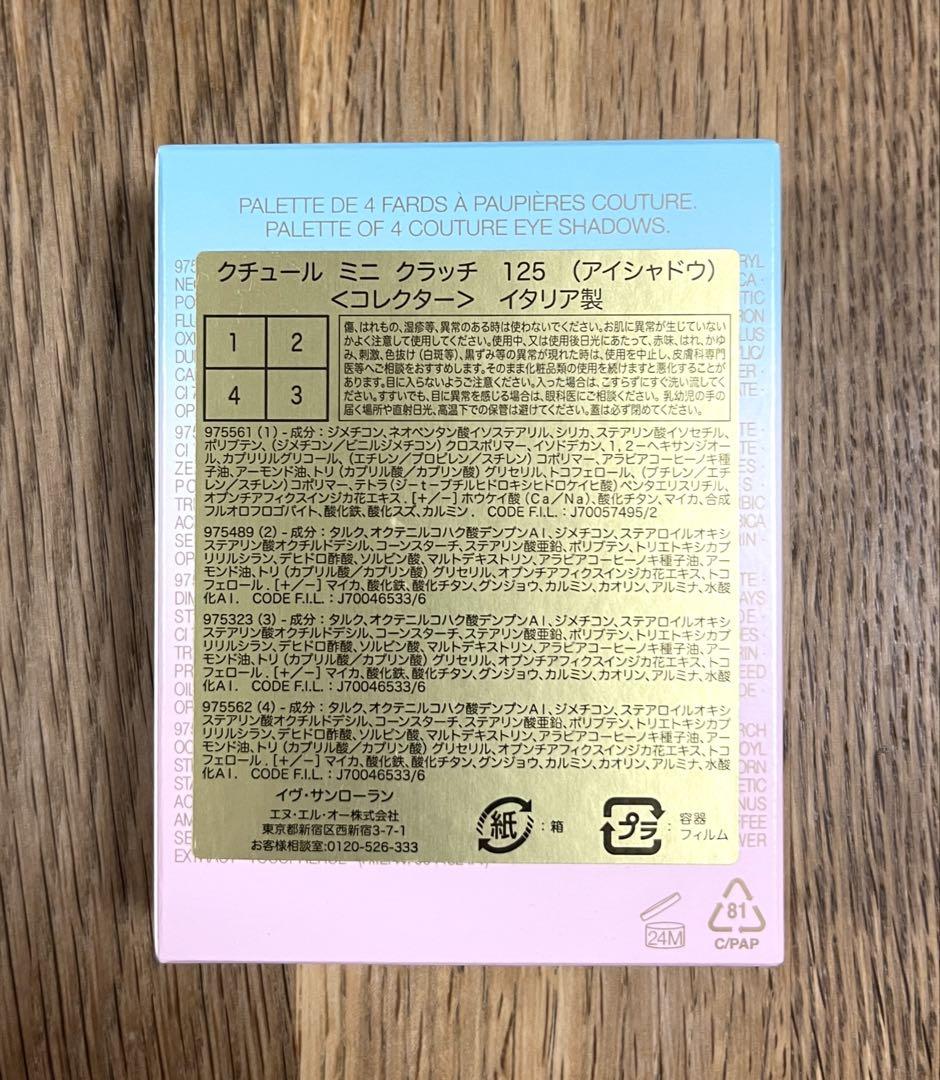 PALETTE DE 4 FARDS À PAUPIÈRES COUTURE.
PALETTE OF 4 COUTURE EYE SHADOWS.
クチュール ミニ クラッチ 125 (アイシャドウ)
<コレクター> イタリア製
1 2
4 3
傷、はれもの、湿疹等、異常のある時は使わないでください。お肌に異常が生じていない
かよく注意して使用してください。使用中、又は使用後日光にあたって、赤味、はれ、かゆ
み、刺激、色抜け(白斑等)、黒ずみ等の異常が現れた時は、使用を中止し、皮膚科専門
医等へご相談をおすすめします。そのまま化粧品類の使用を続けますと悪化することが
あります。目に入らないようご注意ください。入った場合は、こすらずにすぐ洗い流してく
ださい。すすいでも、目に異常を感じる場合は、眼科医にご相談ください。乳幼児の手の
届く場所や直射日光、高温下での保管は避けてください。蓋は必ず閉めてください。
975561 (1) - 成分:ジメチコン、ネオペンタン酸イソステアリル、シリカ、ステアリン酸イソセチル、
ポリブテン、(ジメチコン/ビニルジメチコン) クロスポリマー、イソドデカン、1,2-ヘキサンジオー
ル、カプリリルグリコール、(エチレン/プロピレン/スチレン) コポリマー、アラビアコーヒーノキ種
子油、アーモンド油、トリ (カプリル酸/カプリン酸) グリセリル、トコフェロール、(ブチレン/エチ
レン/スチレン)コポリマー、テトラ (ジ-t-ブチルヒドロキシヒドロケイヒ酸) ペンタエリスリチル、
オプンチアフィクスインジカ花エキス . [+/-] ホウケイ酸 (Ca/Na)、酸化チタン、マイカ、合成
フルオロフロゴパイト、酸化鉄、酸化スズ、カルミン. CODE F.I.L.:J70057495/2
975489 (2) - 成分:タルク、オクテニルコハク酸デンプンAl、ジメチコン、ステアロイルオキシ
ステアリン酸オクチルドデシル、コーンスターチ、ステアリン酸亜鉛、ポリブテン、トリエトキシカプ
リリルシラン、デヒドロ酢酸、ソルビン酸、マルトデキストリン、アラビアコーヒーノキ種子油、アー
モンド油、トリ (カプリル酸/カプリン酸) グリセリル、オプンチアフィクスインジカ花エキス、トコ
フェロール . [+/-] マイカ、酸化鉄、酸化チタン、グンジョウ、カルミン、カオリン、アルミナ、水酸
化Al. CODE F.I.L.:J70046533/6
975323 (3) - 成分:タルク、オクテニルコハク酸デンプンAl、ジメチコン、ステアロイルオキシ
ステアリン酸オクチルドデシル、コーンスターチ、ステアリン酸亜鉛、ポリブテン、トリエトキシカプ
リリルシラン、デヒドロ酢酸、ソルビン酸、マルトデキストリン、アラビアコーヒーノキ種子油、アー
モンド油、トリ (カプリル酸/カプリン酸) グリセリル、オプンチアフィクスインジカ花エキス、トコ
フェロール . [+/-] マイカ、酸化鉄、酸化チタン、グンジョウ、カルミン、カオリン、アルミナ、水酸
化Al. CODE F.I.L.:J70046533/6
975562 (4) - 成分:タルク、オクテニルコハク酸デンプンAl、ジメチコン、ステアロイルオキシ
ステアリン酸オクチルドデシル、コーンスターチ、ステアリン酸亜鉛、ポリブテン、トリエトキシカプ
リリルシラン、デヒドロ酢酸、ソルビン酸、マルトデキストリン、アラビアコーヒーノキ種子油、アー
モンド油、トリ (カプリル酸/カプリン酸) グリセリル、オプンチアフィクスインジカ花エキス、トコ
フェロール . [+/-] マイカ、酸化鉄、酸化チタン、グンジョウ、カルミン、カオリン、アルミナ、水酸
化Al. CODE F.I.L.:J70046533/6
イヴ・サンローラン
エヌ・エル・オー株式会社
東京都新宿区西新宿3-7-1
お客様相談室:0120-526-333
紙 :箱
プラ :容器
フィルム
24M
81
C/PAP